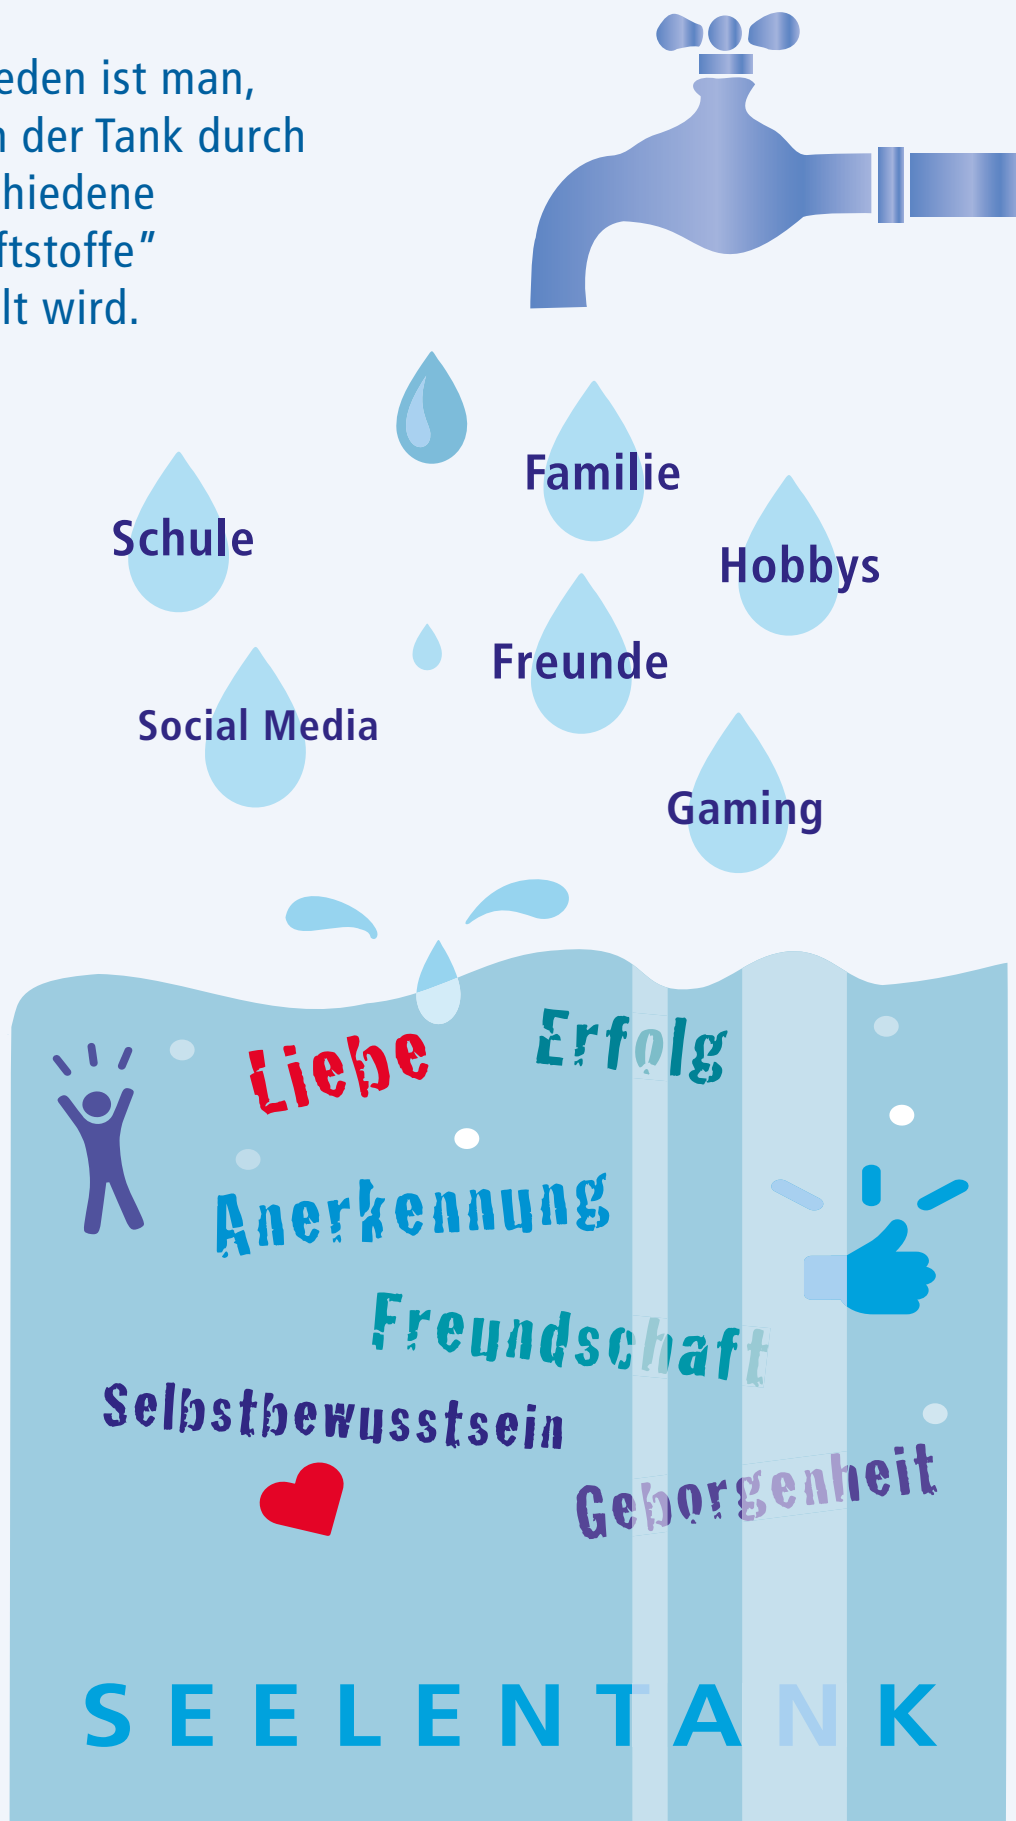 eden ist man,
n der Tank durch
chiedene
ftstoffe"
lt wird.
Familie
Schule
Hobbys
Freunde
Social Media
Gaming
Liebe
Erfolg
Anerkennung
Freundschaft
Selbstbewusstsein
Geborgenheit
SEELENTANK